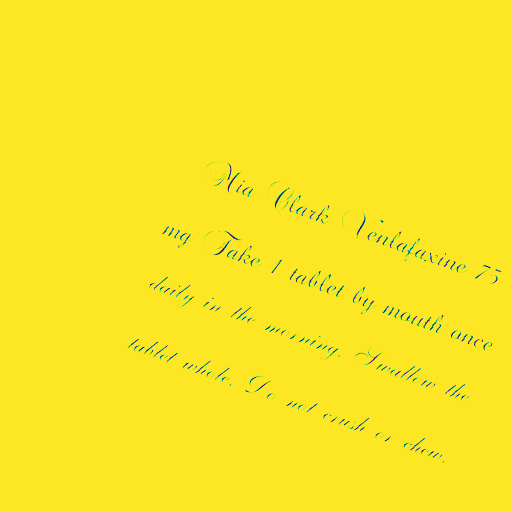 Mia Clark Venlafaxine 75
mg Take 1 tablet by mouth once
daily in the morning. Swallow the
tablet whole. Do not crush or chew.